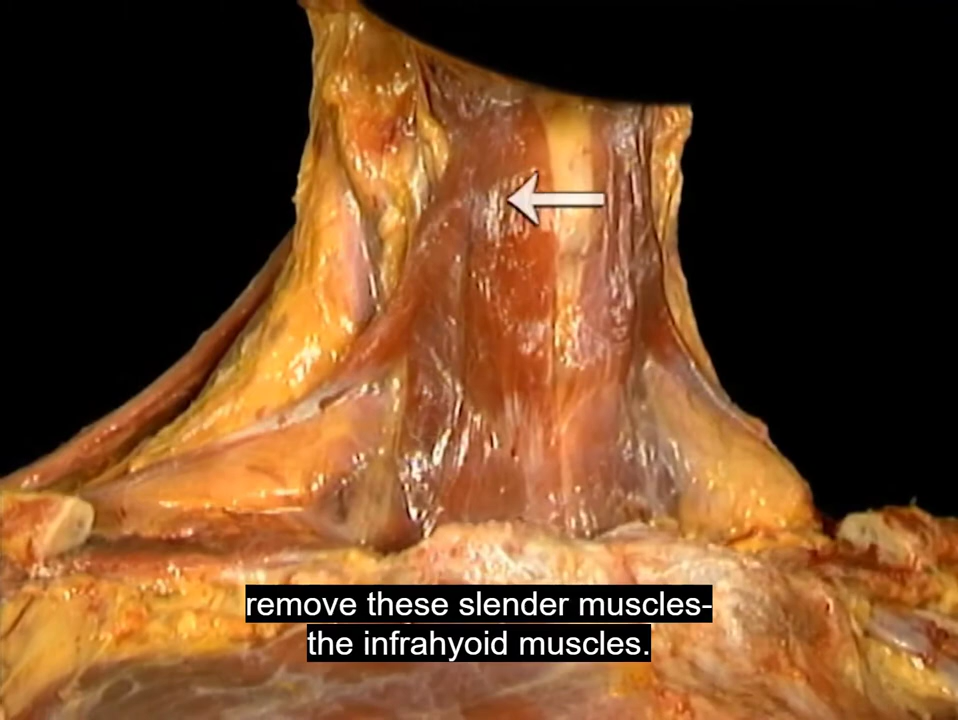 remove these slender muscles-
the infrahyoid muscles.